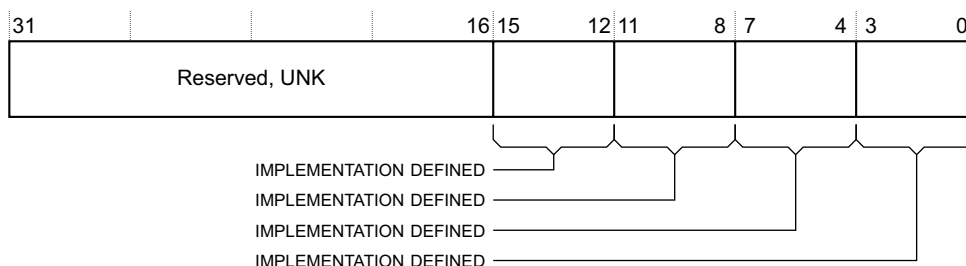 31 16 15 12 11 8 7 4 3 0
Reserved, UNK
IMPLEMENTATION DEFINED
IMPLEMENTATION DEFINED
IMPLEMENTATION DEFINED
IMPLEMENTATION DEFINED